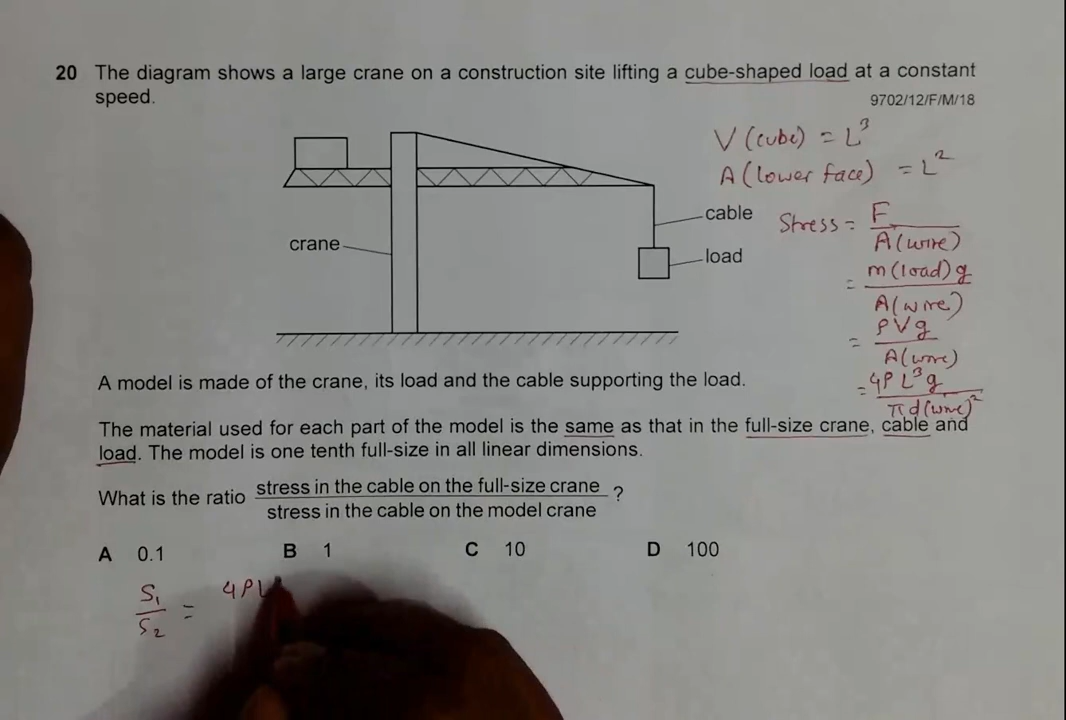 20 The diagram shows a large crane on a construction site lifting a cube-shaped load at a constant
speed.
9702/12/F/M/18
V (cube) = L³
A (lower face) = L²
crane
cable
load
Stress = F / A (wire)
= m (load) g / A (wire)
= ρVg / A (wire)
= 4ρL³g / πd (wire)²
A model is made of the crane, its load and the cable supporting the load.
The material used for each part of the model is the same as that in the full-size crane, cable and
load. The model is one tenth full-size in all linear dimensions.
What is the ratio stress in the cable on the full-size crane / stress in the cable on the model crane ?
A 0.1 B 1 C 10 D 100
S₁ / S₂ = 4ρL